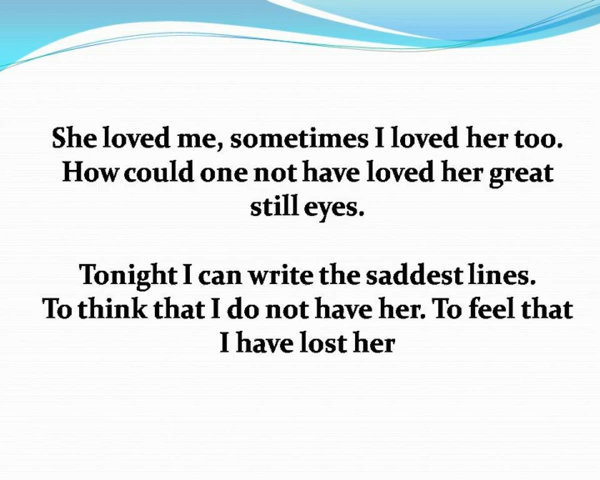 She loved me, sometimes I loved her too.
How could one not have loved her great
still eyes.
Tonight I can write the saddest lines.
To think that I do not have her. To feel that
I have lost her